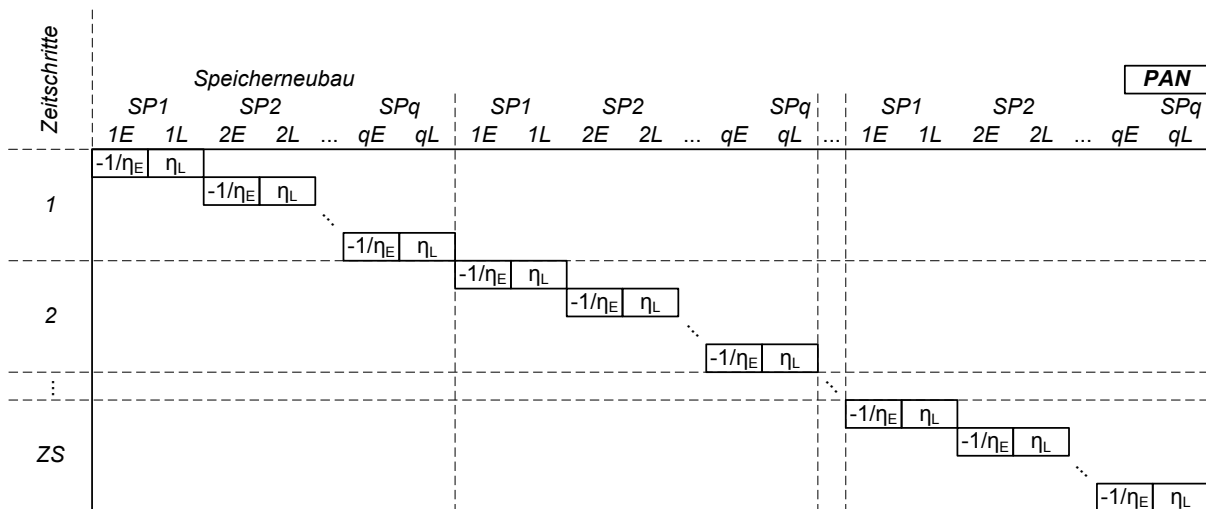 Zeitschritte
Speicherneubau PAN
SP1 SP2 SPq SP1 SP2 SPq SP1 SP2 SPq
1E 1L 2E 2L ... qE qL 1E 1L 2E 2L ... qE qL ... 1E 1L 2E 2L ... qE qL
-1/ηE ηL
1 -1/ηE ηL
⋱
-1/ηE ηL
-1/ηE ηL
2 -1/ηE ηL
⋱
-1/ηE ηL
⋮ ⋱
-1/ηE ηL
ZS -1/ηE ηL
⋱
-1/ηE ηL